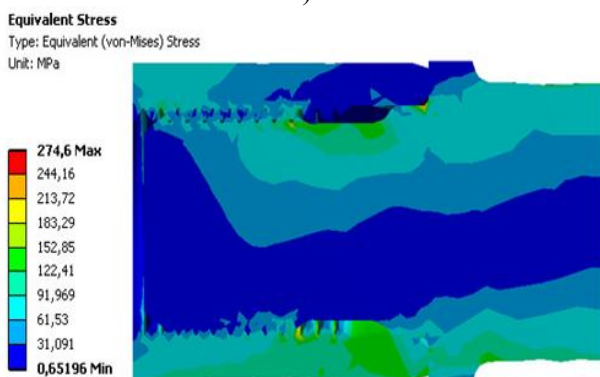 )
Equivalent Stress
Type: Equivalent (von-Mises) Stress
Unit: MPa
274,6 Max
244,16
213,72
183,29
152,85
122,41
91,969
61,53
31,091
0,65196 Min